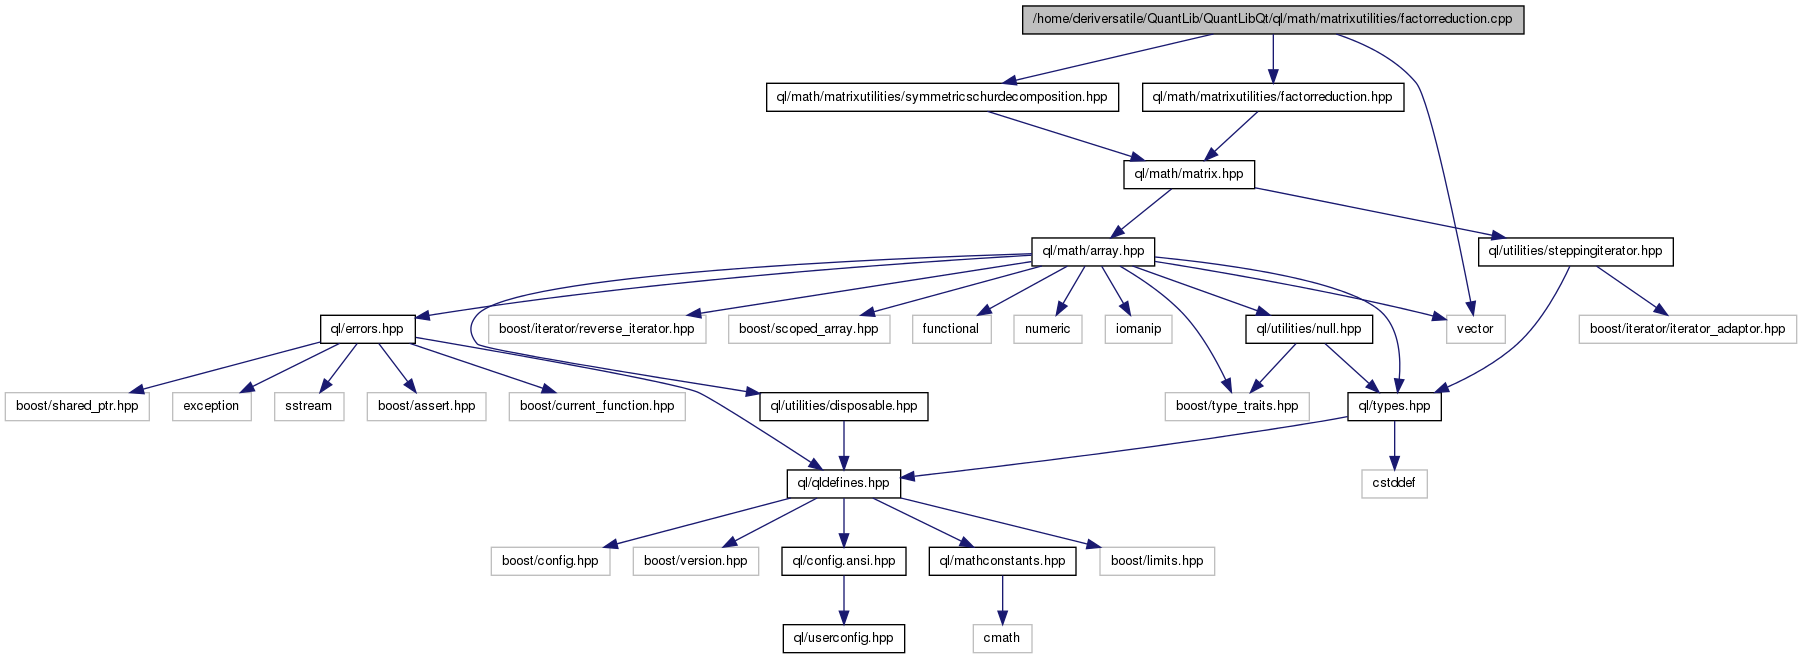 /home/deriversatile/QuantLib/QuantLibQt/ql/math/matrixutilities/factorreduction.cpp
ql/math/matrixutilities/symmetricschurdecomposition.hpp
ql/math/matrixutilities/factorreduction.hpp
ql/math/matrix.hpp
ql/math/array.hpp
ql/utilities/steppingiterator.hpp
ql/errors.hpp
boost/iterator/reverse_iterator.hpp
boost/scoped_array.hpp
functional
numeric
iomanip
ql/utilities/null.hpp
vector
boost/iterator/iterator_adaptor.hpp
boost/shared_ptr.hpp
exception
sstream
boost/assert.hpp
boost/current_function.hpp
ql/utilities/disposable.hpp
boost/type_traits.hpp
ql/types.hpp
ql/qldefines.hpp
cstddef
boost/config.hpp
boost/version.hpp
ql/config.ansi.hpp
ql/mathconstants.hpp
boost/limits.hpp
ql/userconfig.hpp
cmath